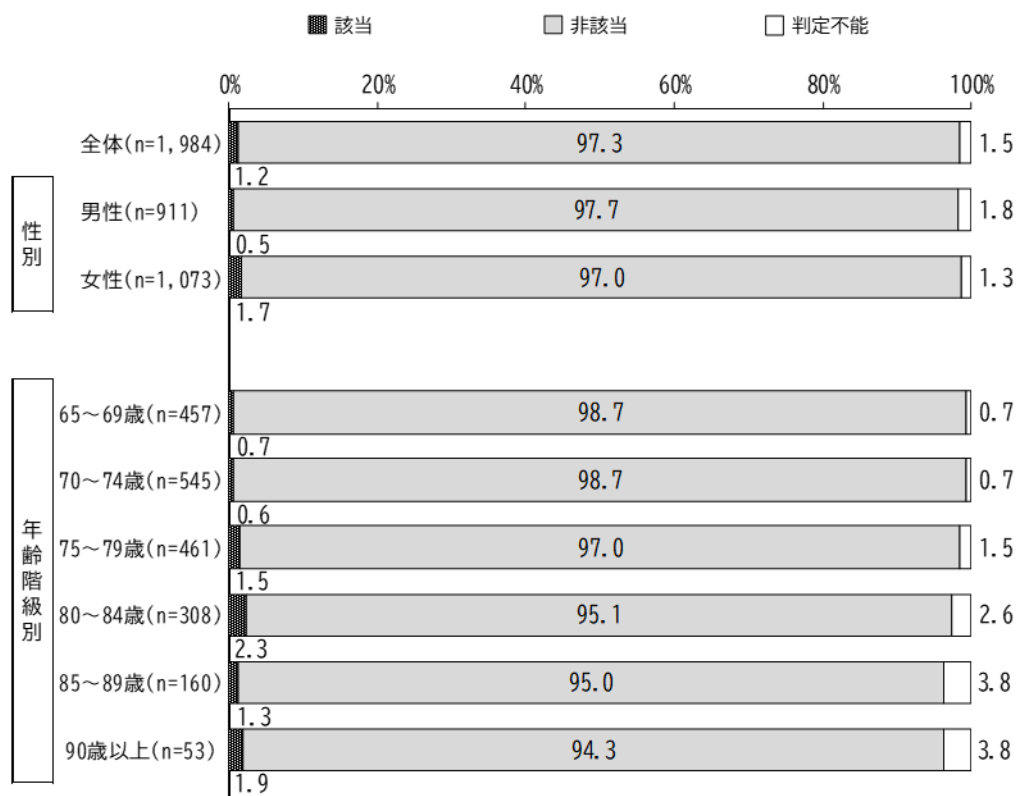 該当 非該当 判定不能
0% 20% 40% 60% 80% 100%
全体(n=1,984) 97.3 1.5
1.2
性別
男性(n=911) 97.7 1.8
0.5
女性(n=1,073) 97.0 1.3
1.7
年齢階級別
65～69歳(n=457) 98.7 0.7
0.7
70～74歳(n=545) 98.7 0.7
0.6
75～79歳(n=461) 97.0 1.5
1.5
80～84歳(n=308) 95.1 2.6
2.3
85～89歳(n=160) 95.0 3.8
1.3
90歳以上(n=53) 94.3 3.8
1.9